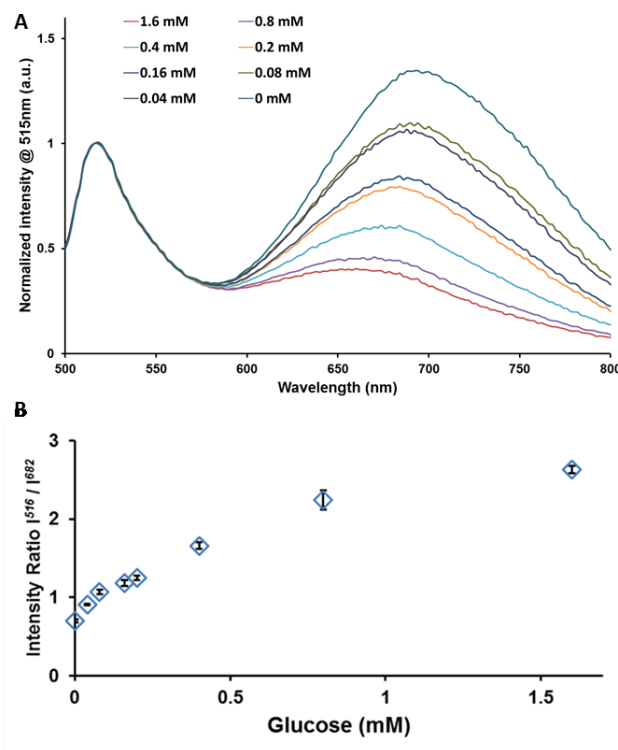 A
1.6 mM 0.8 mM
0.4 mM 0.2 mM
0.16 mM 0.08 mM
0.04 mM 0 mM
Normalized intensity @ 515nm (a.u.)
1.5
1
0.5
0
500 550 600 650 700 750 800
Wavelength (nm)
B
Intensity Ratio I⁵¹⁶ / I⁶⁸²
3
2
1
0
0 0.5 1 1.5
Glucose (mM)